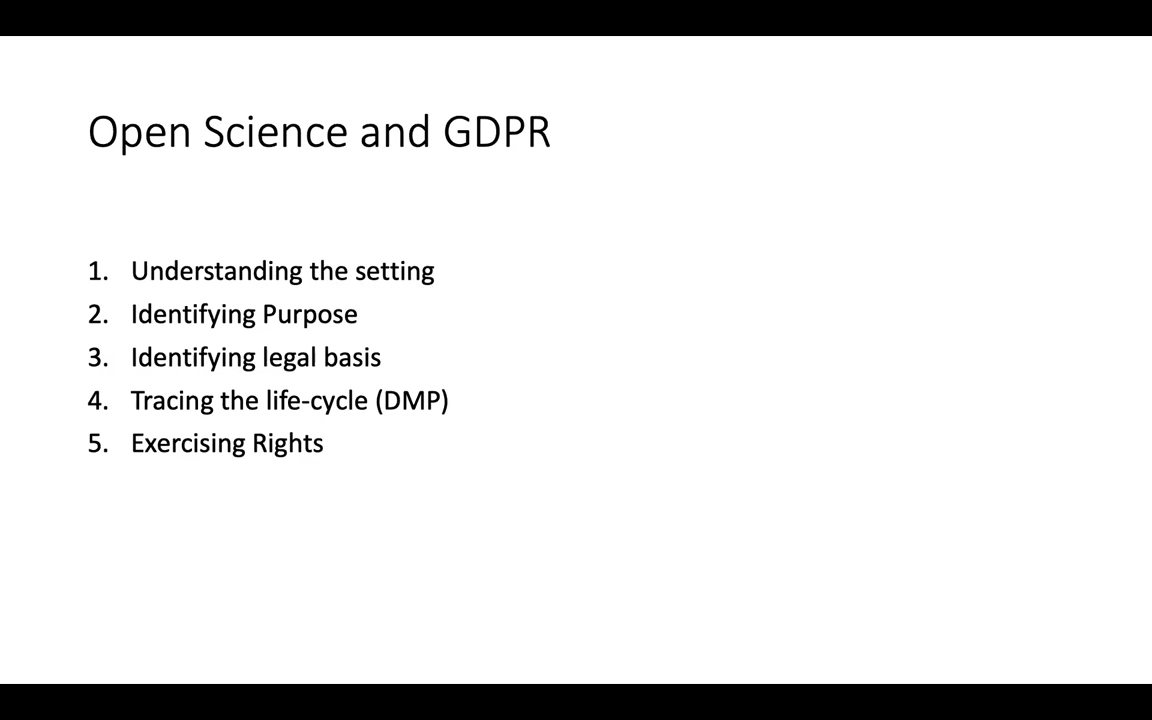 Open Science and GDPR
1. Understanding the setting
2. Identifying Purpose
3. Identifying legal basis
4. Tracing the life-cycle (DMP)
5. Exercising Rights